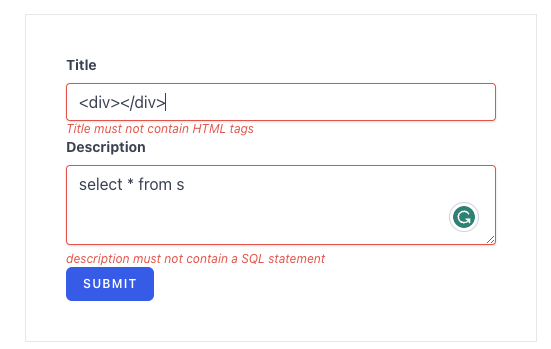 Title
<div></div>
Title must not contain HTML tags
Description
select * from s
description must not contain a SQL statement
SUBMIT